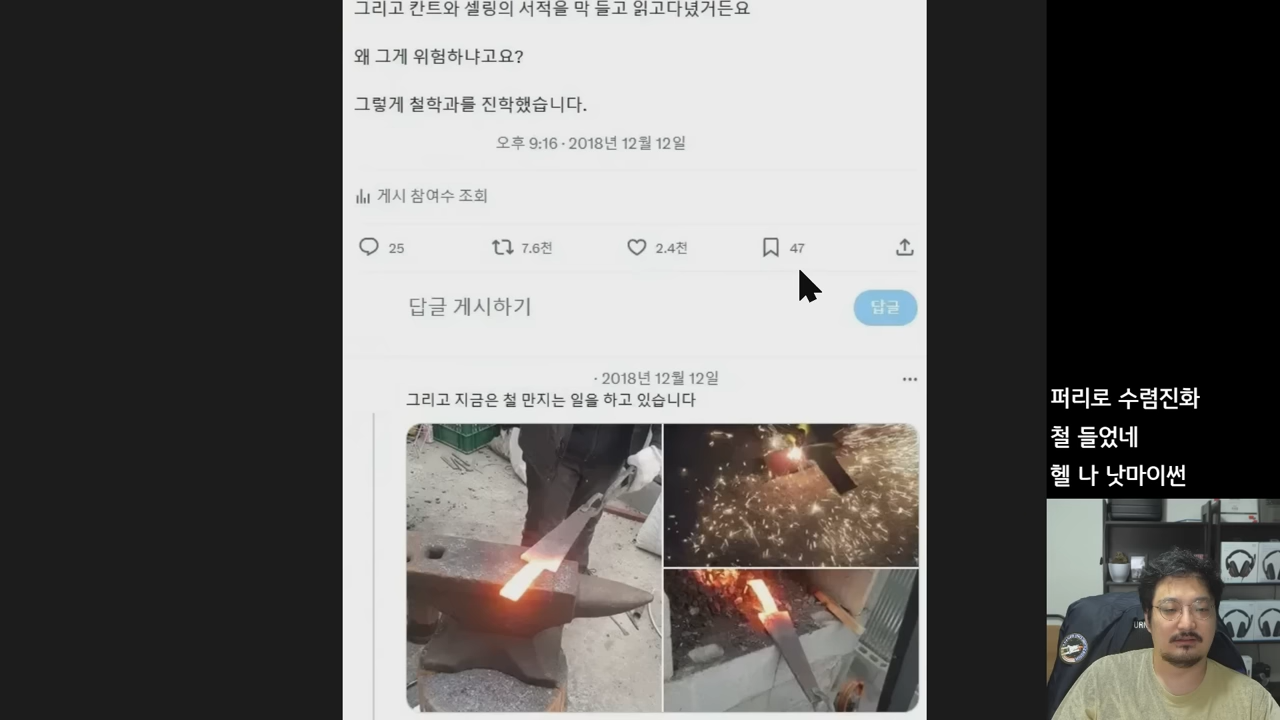 그리고 칸트와 셸링의 서적을 막 들고 읽고다녔거든요
왜 그게 위험하냐고요?
그렇게 철학과를 진학했습니다.
오후 9:16 · 2018년 12월 12일
게시 참여수 조회
25 7.6천 2.4천 47
답글 게시하기 답글
· 2018년 12월 12일
그리고 지금은 철 만지는 일을 하고 있습니다
퍼리로 수렴진화
철 들었네
헬 나 낫마이썬